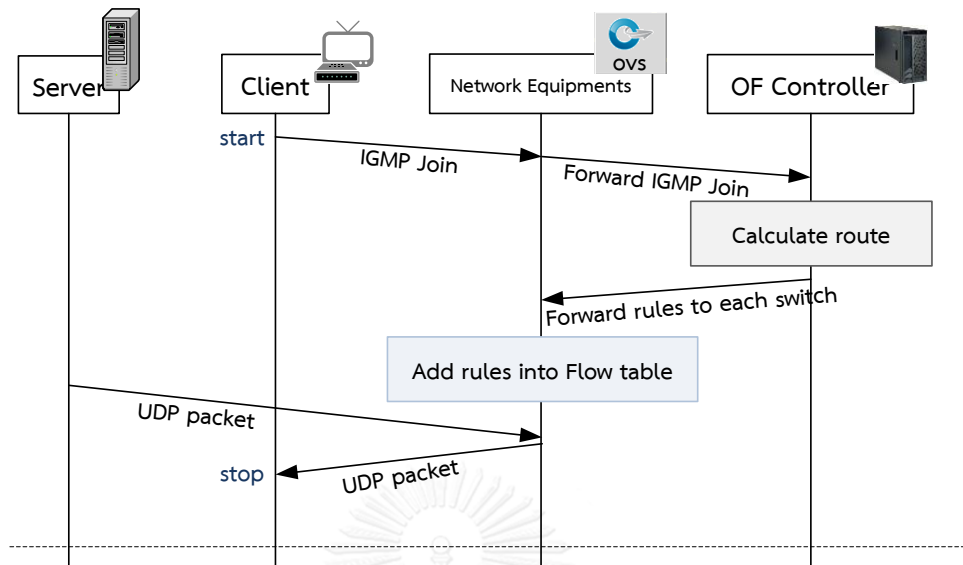 Server
Client
Network Equipments
OVS
OF Controller
start
IGMP Join
Forward IGMP Join
Calculate route
Forward rules to each switch
Add rules into Flow table
UDP packet
stop
UDP packet